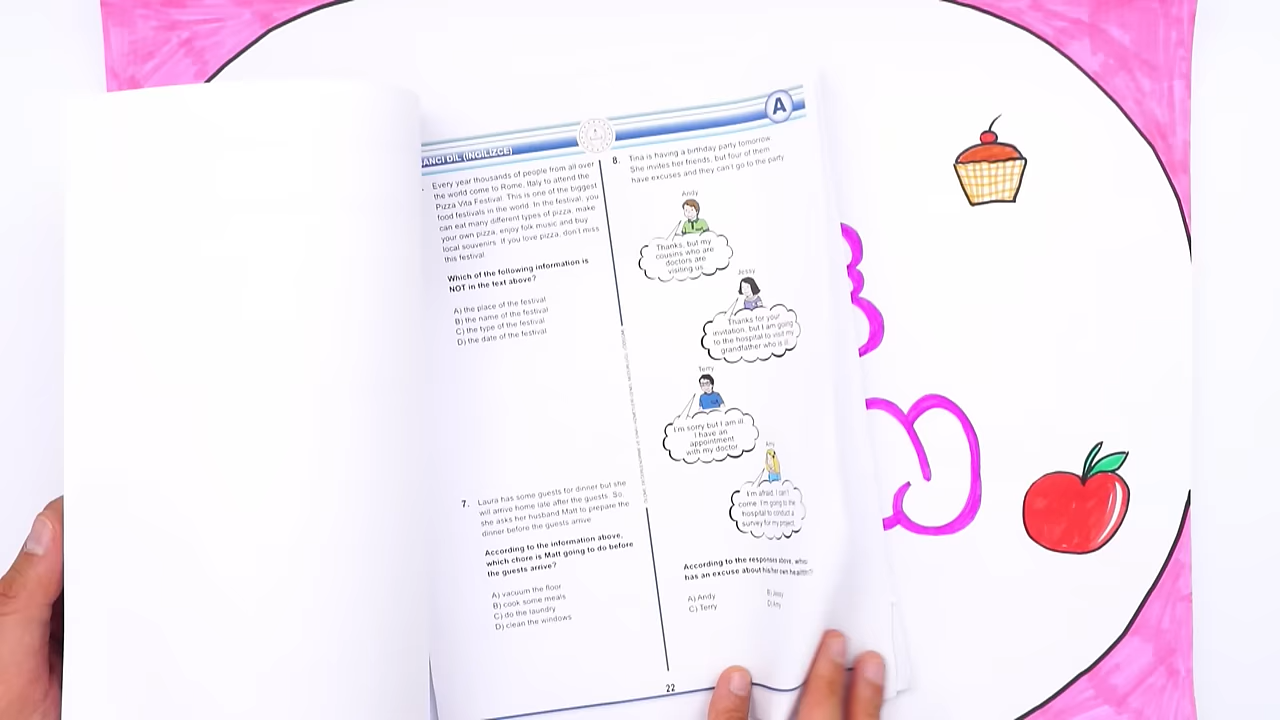 ANCI DİL (İNGİLİZCE)
A
Every year thousands of people from all over
the world come to Rome, Italy to attend the
Pizza Vita Festival. This is one of the biggest
food festivals in the world. In the festival, you
can eat many different types of pizza, make
your own pizza, enjoy folk music and buy
local souvenirs. If you love pizza, don't miss
this festival.
Which of the following information is
NOT in the text above?
A) the place of the festival
B) the name of the festival
C) the type of the festival
D) the date of the festival
7. Laura has some guests for dinner but she
will arrive home late after the guests. So,
she asks her husband Matt to prepare the
dinner before the guests arrive.
According to the information above,
which chore is Matt going to do before
the guests arrive?
A) vacuum the floor
B) cook some meals
C) do the laundry
D) clean the windows
8. Tina is having a birthday party tomorrow.
She invites her friends, but four of them
have excuses and they can't go to the party.
Andy
Thanks, but my
cousins who are
doctors are
visiting us.
Jessy
Thanks for your
invitation, but I am going
to the hospital to visit my
grandfather who is ill.
Terry
I'm sorry but I am ill.
I have an
appointment
with my doctor.
Amy
I'm afraid, I can't
come. I'm going to the
hospital to conduct a
survey for my project.
According to the responses above, who
has an excuse about his/her own health?
A) Andy
B) Jessy
C) Terry
D) Amy
22